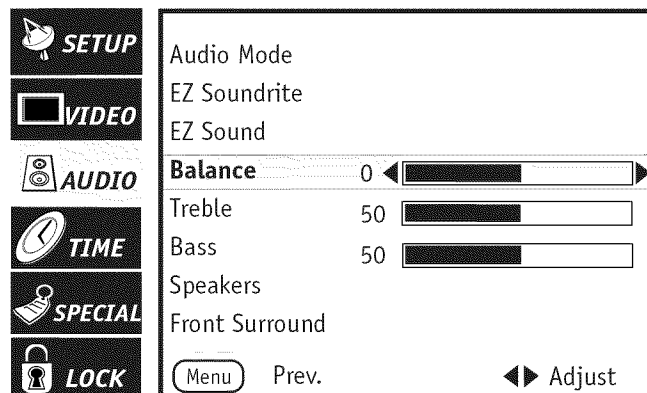 SETUP
VIDEO
AUDIO
TIME
SPECIAL
LOCK
Audio Mode
EZ Soundrite
EZ Sound
Balance 0
Treble 50
Bass 50
Speakers
Front Surround
Menu Prev. Adjust